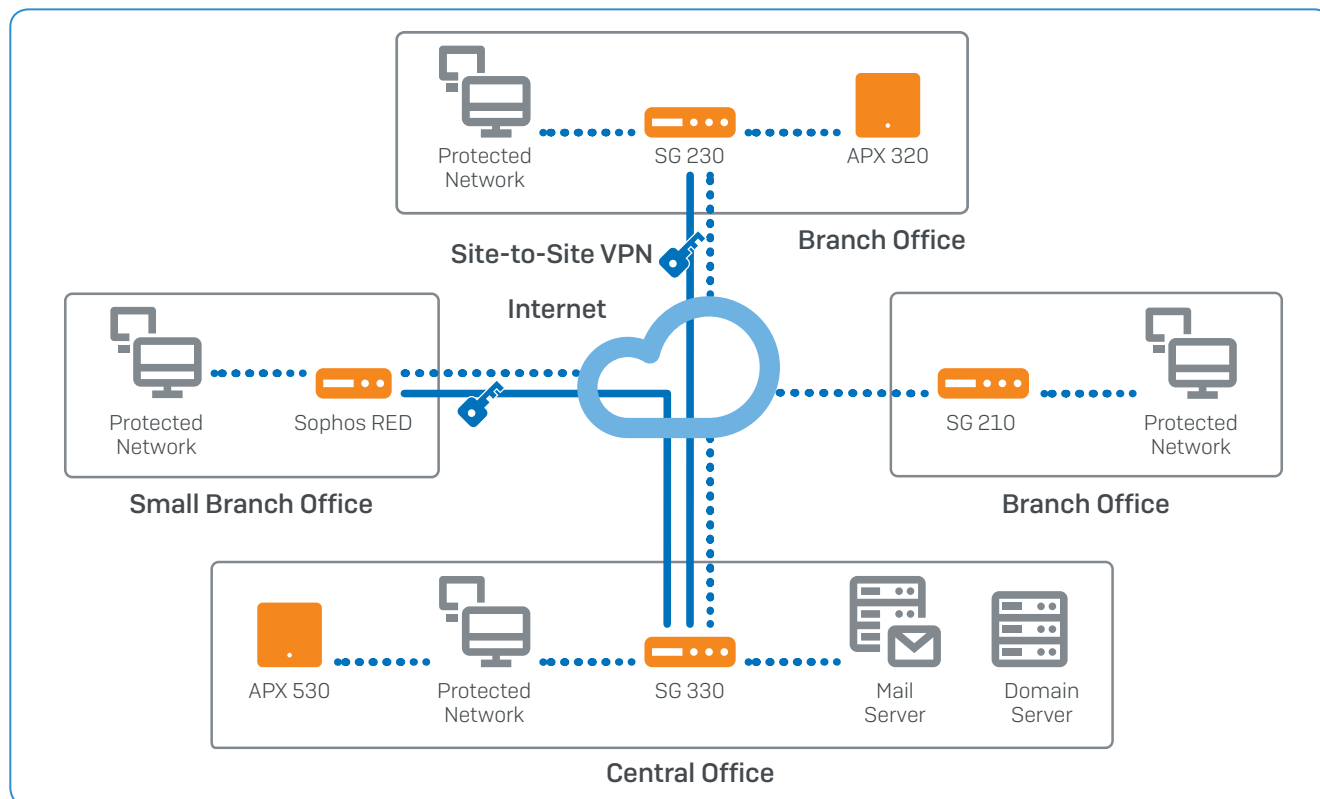 Protected
Network
SG 230
APX 320
Branch Office
Site-to-Site VPN
Internet
Protected
Network
Sophos RED
Small Branch Office
SG 210
Protected
Network
Branch Office
APX 530
Protected
Network
SG 330
Mail
Server
Domain
Server
Central Office